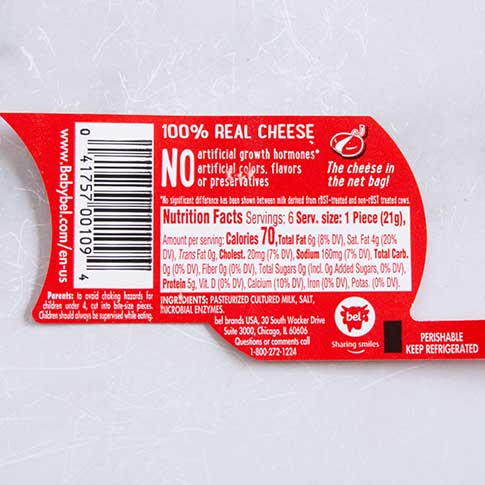 www.Babybel.com/en-us
0 41757 00109 4
100% REAL CHEESE
NO artificial growth hormones*
artificial colors, flavors
or preservatives
The cheese in
the net bag!
*No significant difference has been shown between milk derived from rBST-treated and non-rBST treated cows.
Nutrition Facts Servings: 6 Serv. size: 1 Piece (21g),
Amount per serving: Calories 70, Total Fat 6g (8% DV), Sat. Fat 4g (20%
DV), Trans Fat 0g, Cholest. 20mg (7% DV), Sodium 160mg (7% DV), Total Carb.
0g (0% DV), Fiber 0g (0% DV), Total Sugars 0g (Incl. 0g Added Sugars, 0% DV),
Protein 5g, Vit. D (0% DV), Calcium (10% DV), Iron (0% DV), Potas. (0% DV).
INGREDIENTS: PASTEURIZED CULTURED MILK, SALT,
MICROBIAL ENZYMES.
Parents: to avoid choking hazards for
children under 4, cut into bite-size pieces.
Children should always be supervised while eating.
bel brands USA, 30 South Wacker Drive
Suite 3000, Chicago, IL 60606
Questions or comments call
1-800-272-1224
bel
Sharing smiles
PERISHABLE
KEEP REFRIGERATED